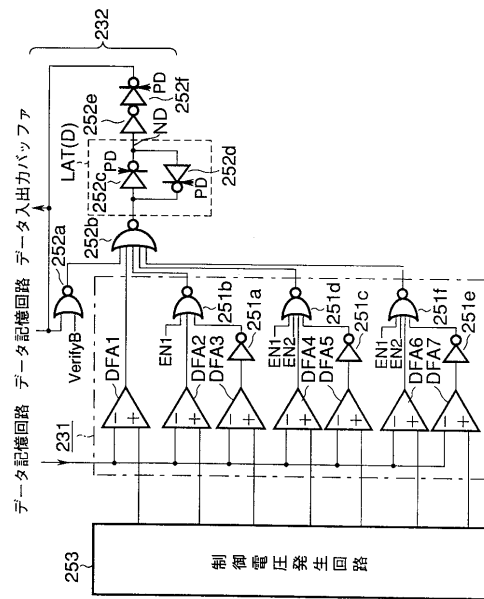 データ記憶回路
データ記憶回路
データ入出力バッファ
232
252a
VerifyB
252b
LAT(D)
252c
PD
252d
PD
ND
252e
252f
PD
231
DFA1
EN1
DFA2
DFA3
251b
251a
EN1
EN2
DFA4
DFA5
251d
251c
EN1
EN2
DFA6
DFA7
251f
251e
253
制御電圧発生回路